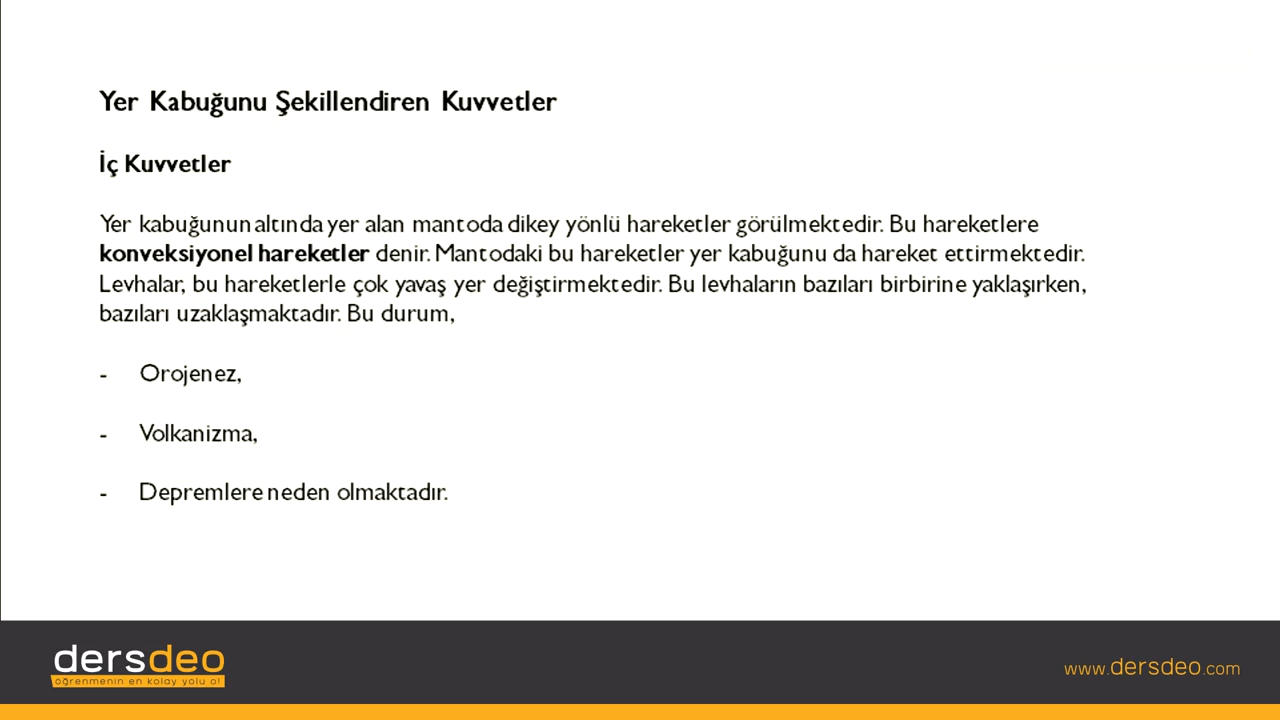 Yer Kabuğunu Şekillendiren Kuvvetler
İç Kuvvetler
Yer kabuğunun altında yer alan mantoda dikey yönlü hareketler görülmektedir. Bu hareketlere
konveksiyonel hareketler denir. Mantodaki bu hareketler yer kabuğunu da hareket ettirmektedir.
Levhalar, bu hareketlerle çok yavaş yer değiştirmektedir. Bu levhaların bazıları birbirine yaklaşırken,
bazıları uzaklaşmaktadır. Bu durum,
- Orojenez,
- Volkanizma,
- Depremlere neden olmaktadır.
dersdeo
öğrenmenin en kolay yolu o!
www.dersdeo.com